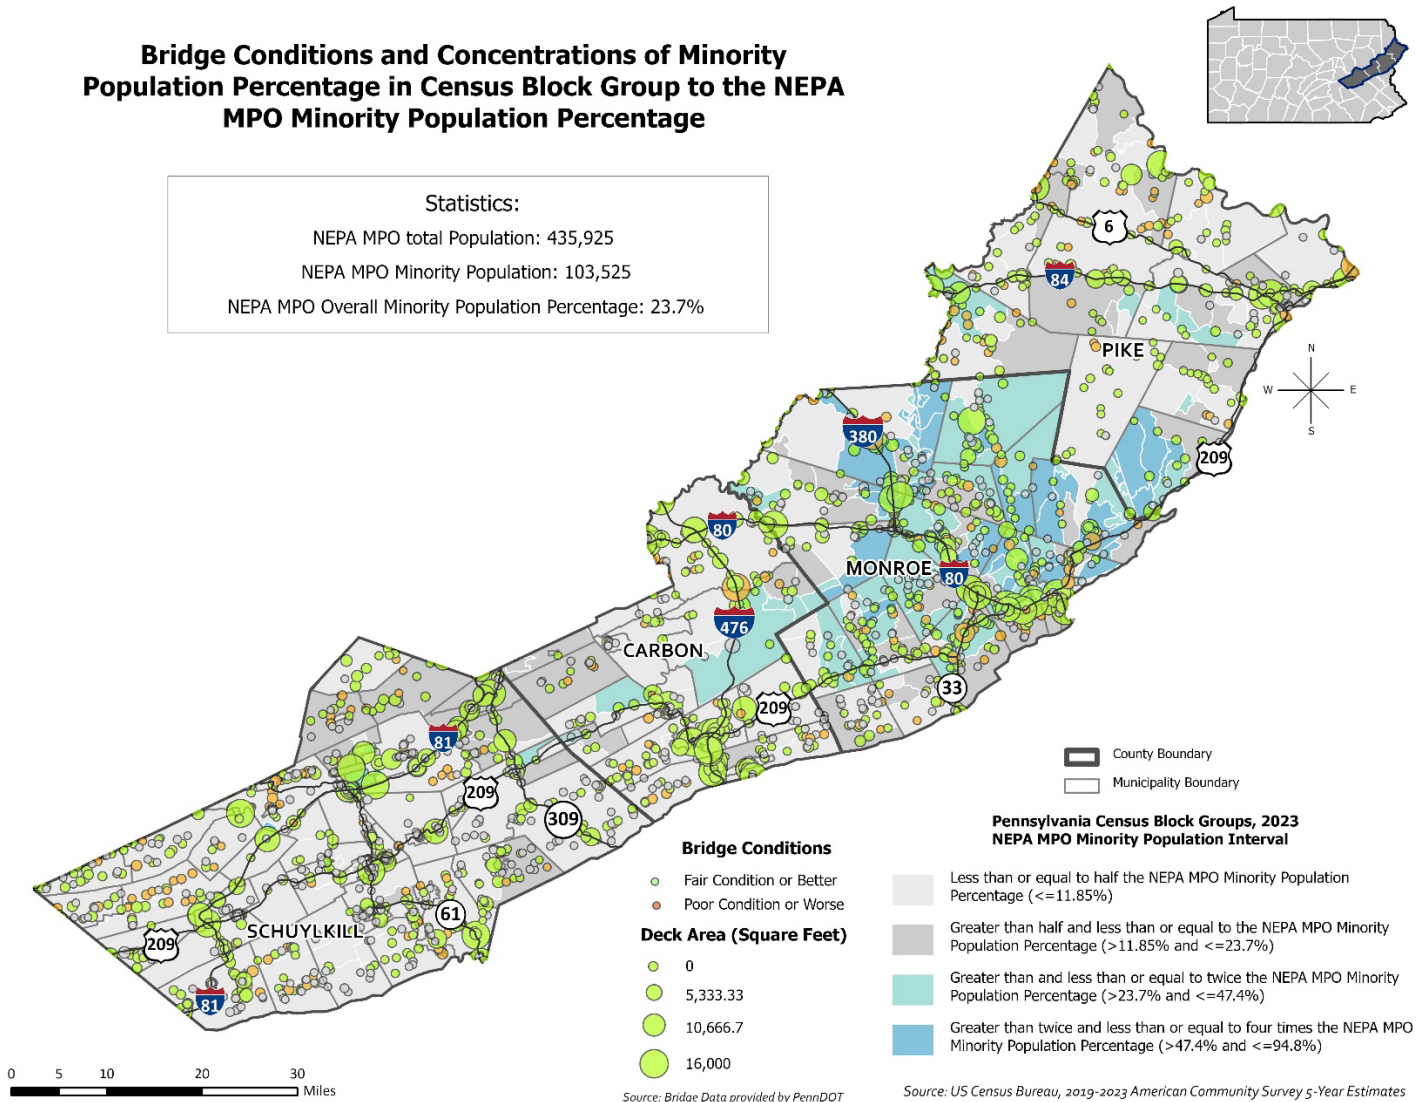 Bridge Conditions and Concentrations of Minority
Population Percentage in Census Block Group to the NEPA
MPO Minority Population Percentage
Statistics:
NEPA MPO total Population: 435,925
NEPA MPO Minority Population: 103,525
NEPA MPO Overall Minority Population Percentage: 23.7%
6
84
PIKE
N
W
E
S
209
380
80
MONROE
80
476
CARBON
33
209
81
209
309
61
SCHUYLKILL
209
81
County Boundary
Municipality Boundary
Pennsylvania Census Block Groups, 2023
NEPA MPO Minority Population Interval
Less than or equal to half the NEPA MPO Minority Population
Percentage (<=11.85%)
Greater than half and less than or equal to the NEPA MPO Minority
Population Percentage (>11.85% and <=23.7%)
Greater than and less than or equal to twice the NEPA MPO Minority
Population Percentage (>23.7% and <=47.4%)
Greater than twice and less than or equal to four times the NEPA MPO
Minority Population Percentage (>47.4% and <=94.8%)
Bridge Conditions
Fair Condition or Better
Poor Condition or Worse
Deck Area (Square Feet)
0
5,333.33
10,666.7
16,000
0 5 10 20 30
Miles
Source: Bridge Data provided by PennDOT
Source: US Census Bureau, 2019-2023 American Community Survey 5-Year Estimates